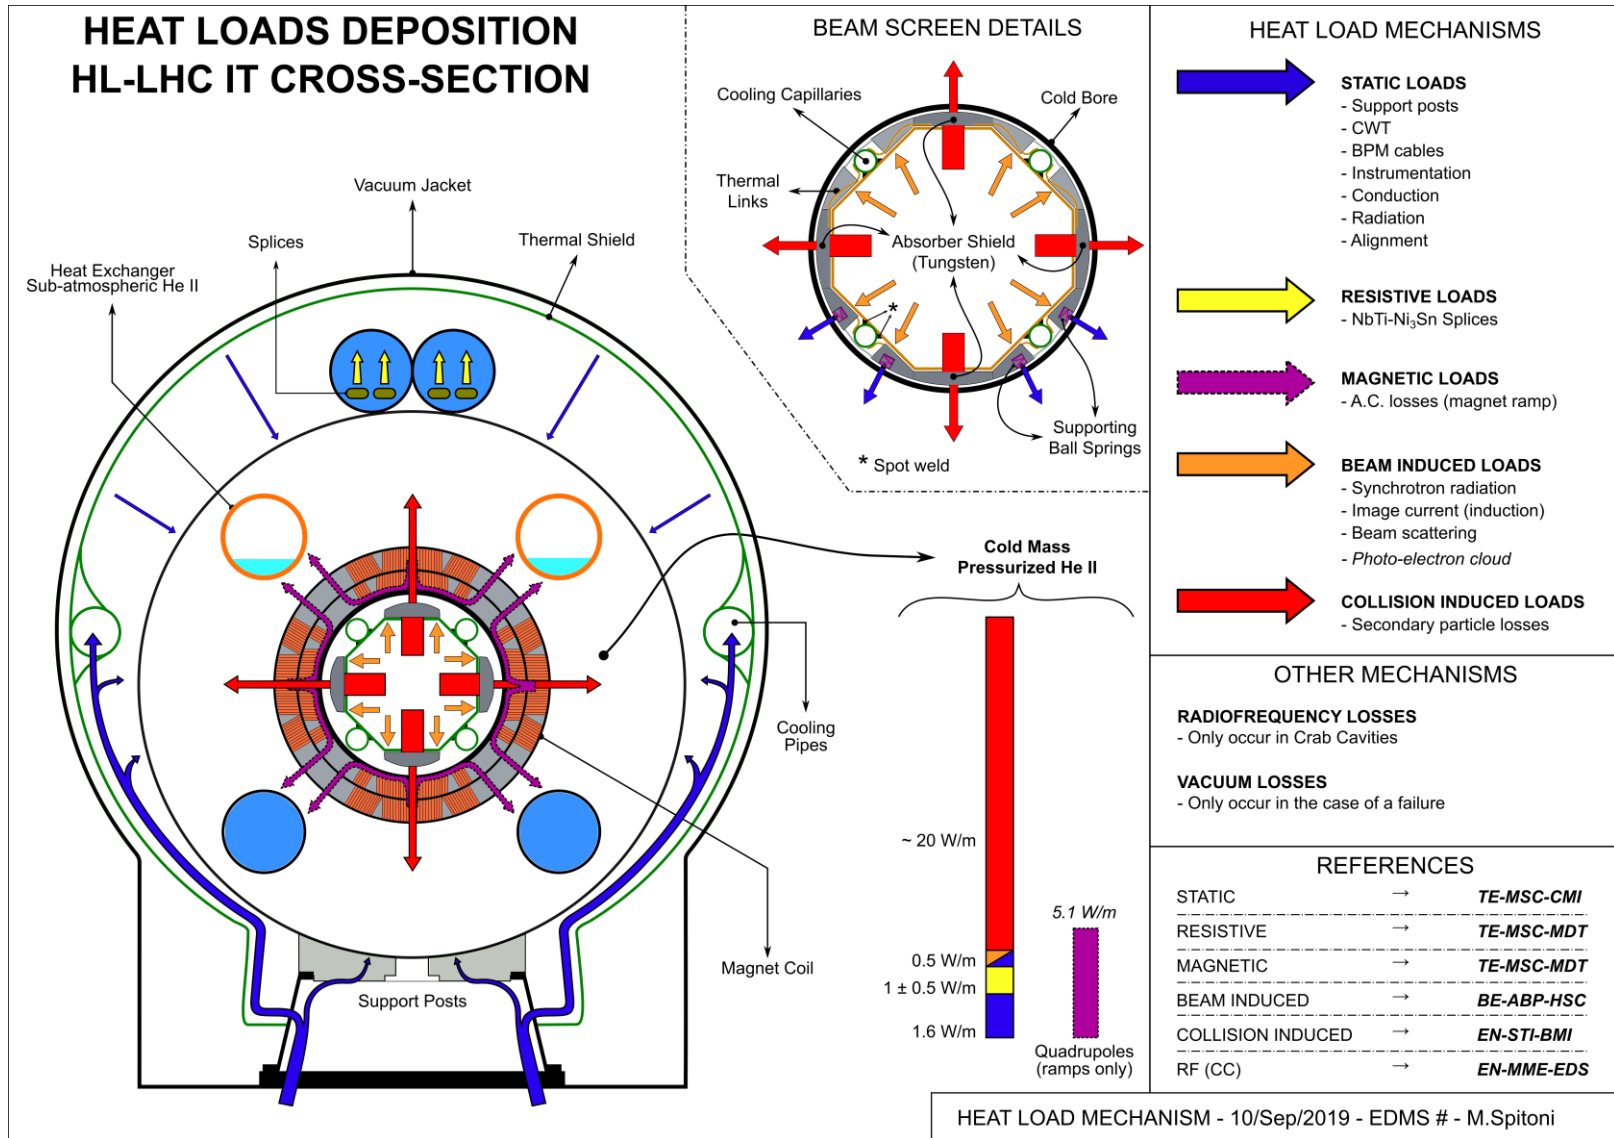 HEAT LOADS DEPOSITION
HL-LHC IT CROSS-SECTION
Vacuum Jacket
Splices
Thermal Shield
Heat Exchanger
Sub-atmospheric He II
Cooling
Pipes
Magnet Coil
Support Posts
BEAM SCREEN DETAILS
Cooling Capillaries
Cold Bore
Thermal
Links
Absorber Shield
(Tungsten)
*
Supporting
Ball Springs
* Spot weld
Cold Mass
Pressurized He II
~ 20 W/m
5.1 W/m
0.5 W/m
1 ± 0.5 W/m
1.6 W/m
Quadrupoles
(ramps only)
HEAT LOAD MECHANISMS
STATIC LOADS
- Support posts
- CWT
- BPM cables
- Instrumentation
- Conduction
- Radiation
- Alignment
RESISTIVE LOADS
- NbTi-Ni₃Sn Splices
MAGNETIC LOADS
- A.C. losses (magnet ramp)
BEAM INDUCED LOADS
- Synchrotron radiation
- Image current (induction)
- Beam scattering
- Photo-electron cloud
COLLISION INDUCED LOADS
- Secondary particle losses
OTHER MECHANISMS
RADIOFREQUENCY LOSSES
- Only occur in Crab Cavities
VACUUM LOSSES
- Only occur in the case of a failure
REFERENCES
STATIC → TE-MSC-CMI
RESISTIVE → TE-MSC-MDT
MAGNETIC → TE-MSC-MDT
BEAM INDUCED → BE-ABP-HSC
COLLISION INDUCED → EN-STI-BMI
RF (CC) → EN-MME-EDS
HEAT LOAD MECHANISM - 10/Sep/2019 - EDMS # - M.Spitoni